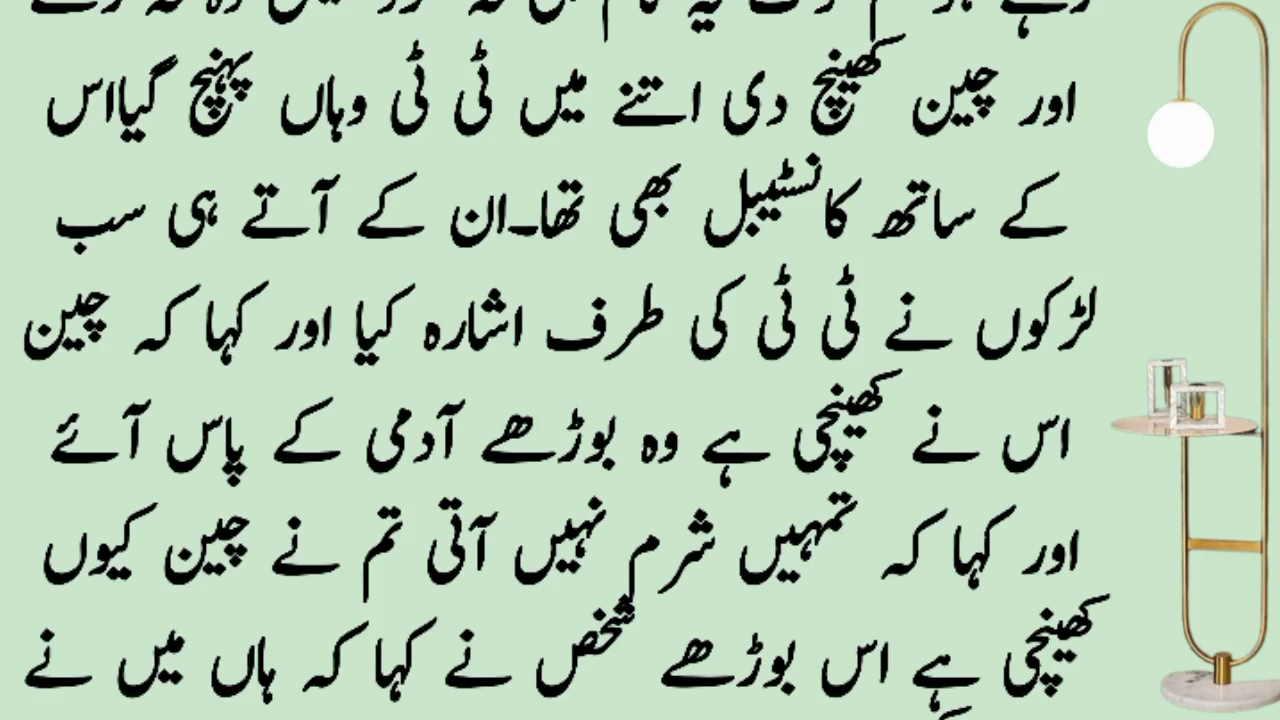 اور چین کھینچ دی اتنے میں ٹی ٹی وہاں پہنچ گیااس
کے ساتھ کانسٹیبل بھی تھا۔ان کے آتے ہی سب
لڑکوں نے ٹی ٹی کی طرف اشارہ کیا اور کہا کہ چین
اس نے کھینچی ہے وہ بوڑھے آدمی کے پاس آئے
اور کہا کہ تمہیں شرم نہیں آتی تم نے چین کیوں
کھینچی ہے اس بوڑھے شخص نے کہا کہ ہاں میں نے